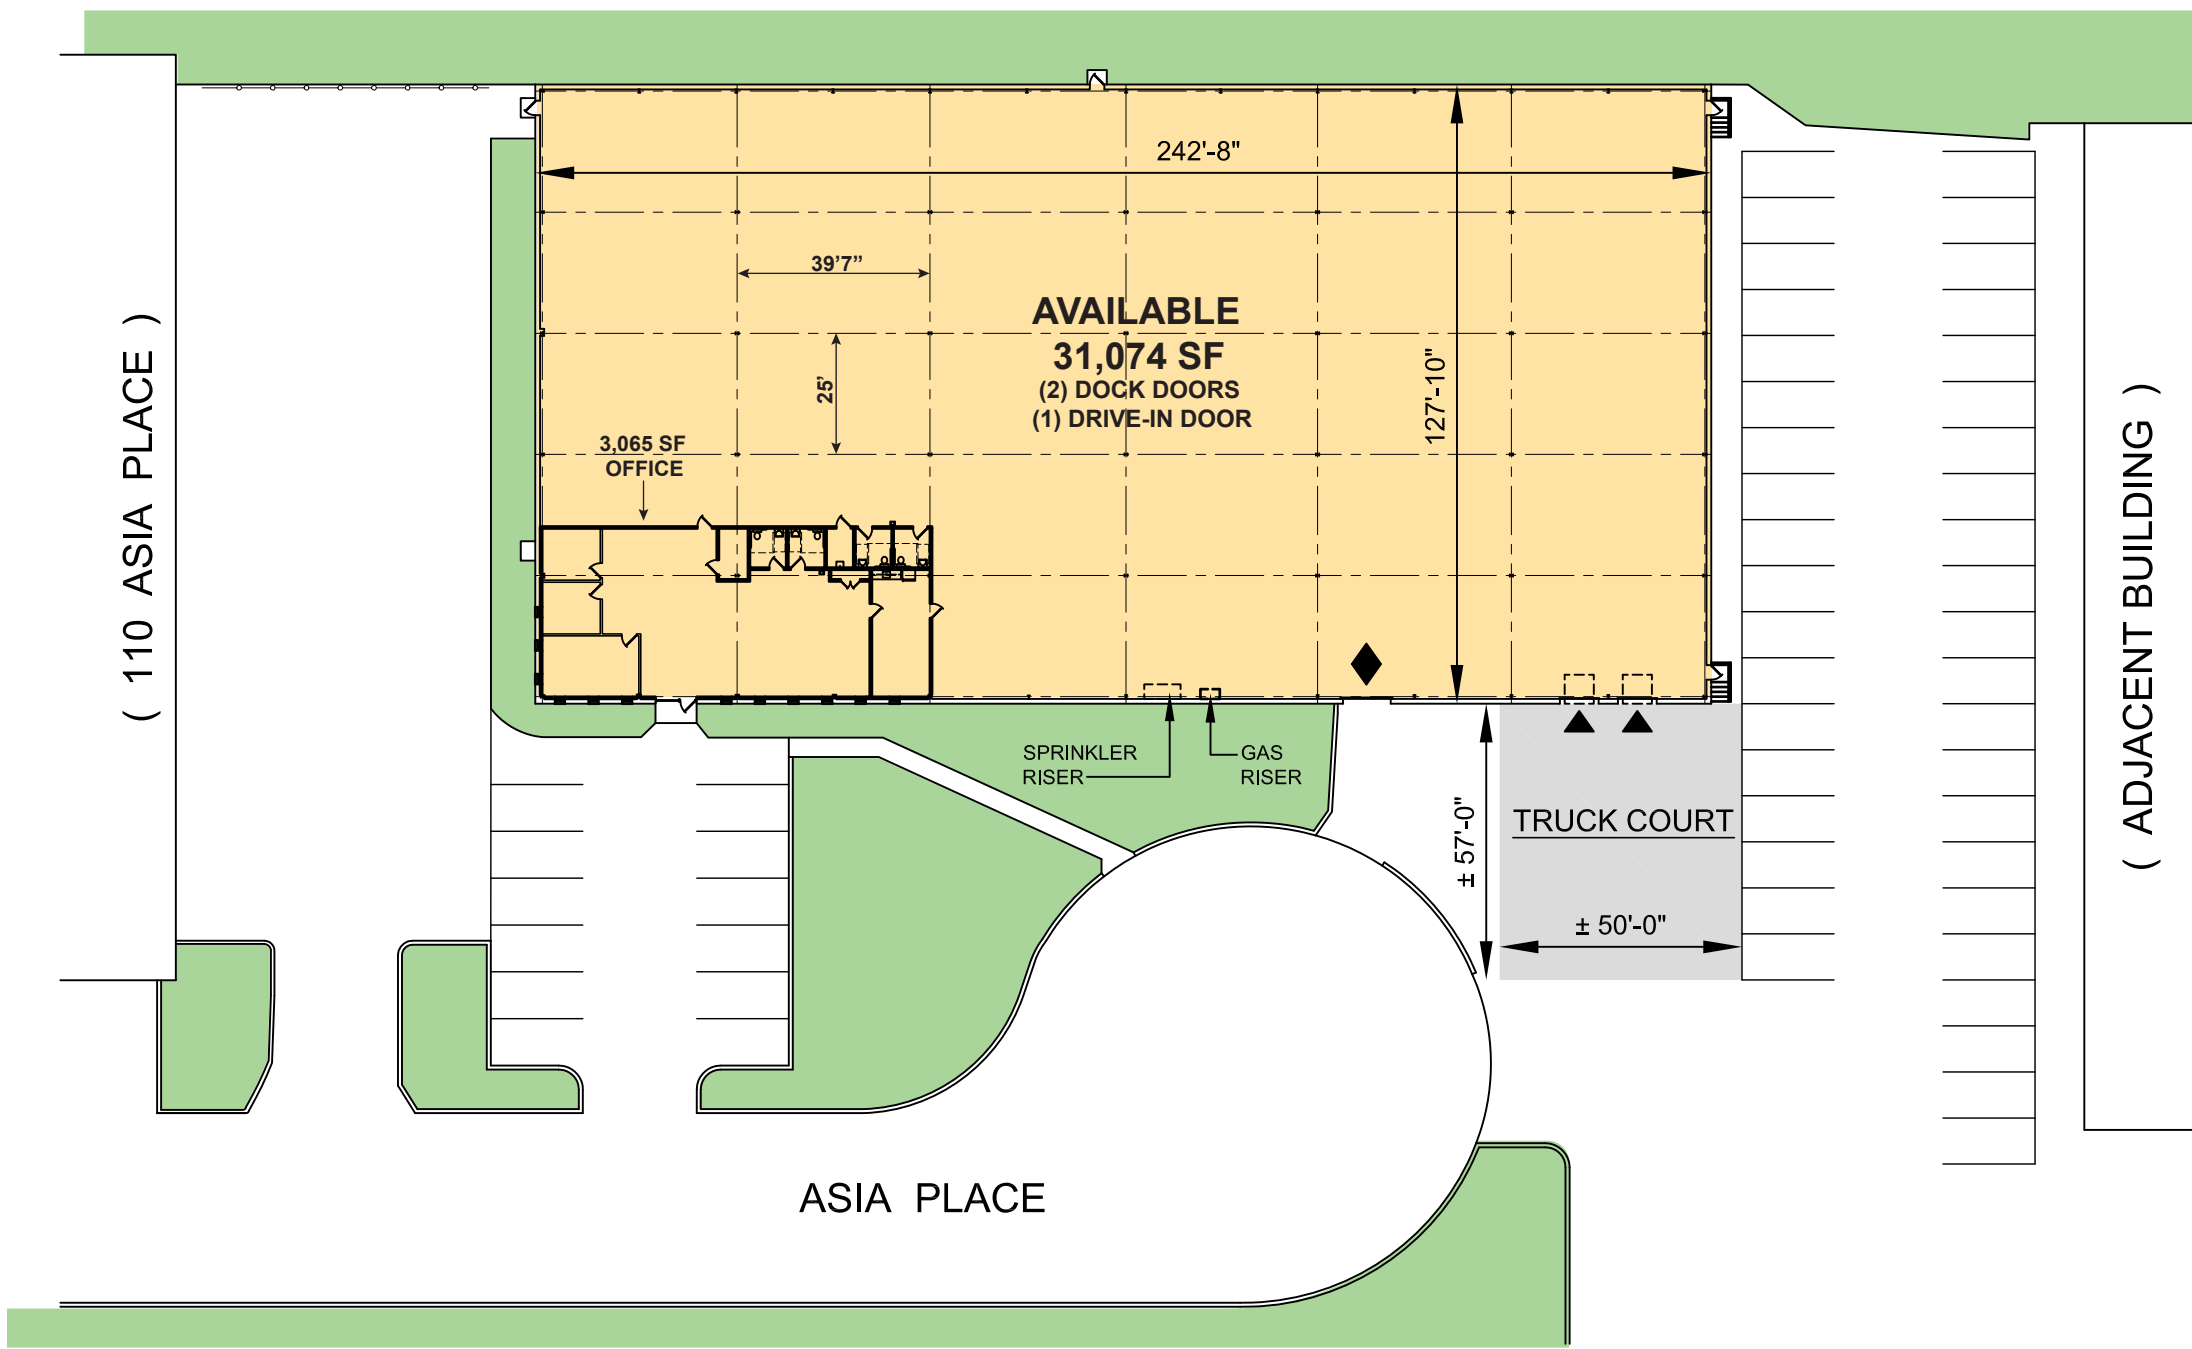 242'-8"
39'7”
AVAILABLE
31,074 SF
(2) DOCK DOORS
(1) DRIVE-IN DOOR
25'
127'-10"
3,065 SF
OFFICE
( 110 ASIA PLACE )
( ADJACENT BUILDING )
SPRINKLER
RISER
GAS
RISER
± 57'-0"
TRUCK COURT
± 50'-0"
ASIA PLACE